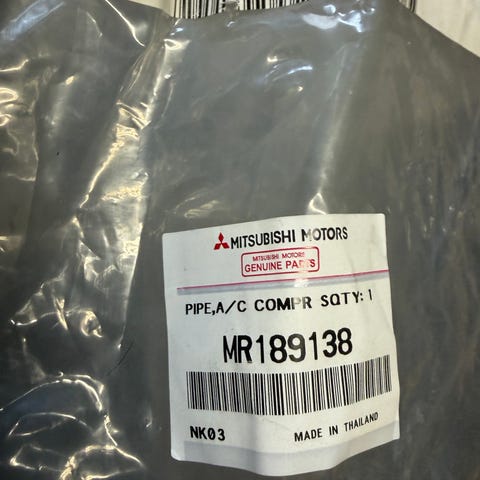 MITSUBISHI MOTORS
MITSUBISHI MOTORS
GENUINE PARTS
PIPE,A/C COMPR SQTY: 1
MR189138
NK03 MADE IN THAILAND